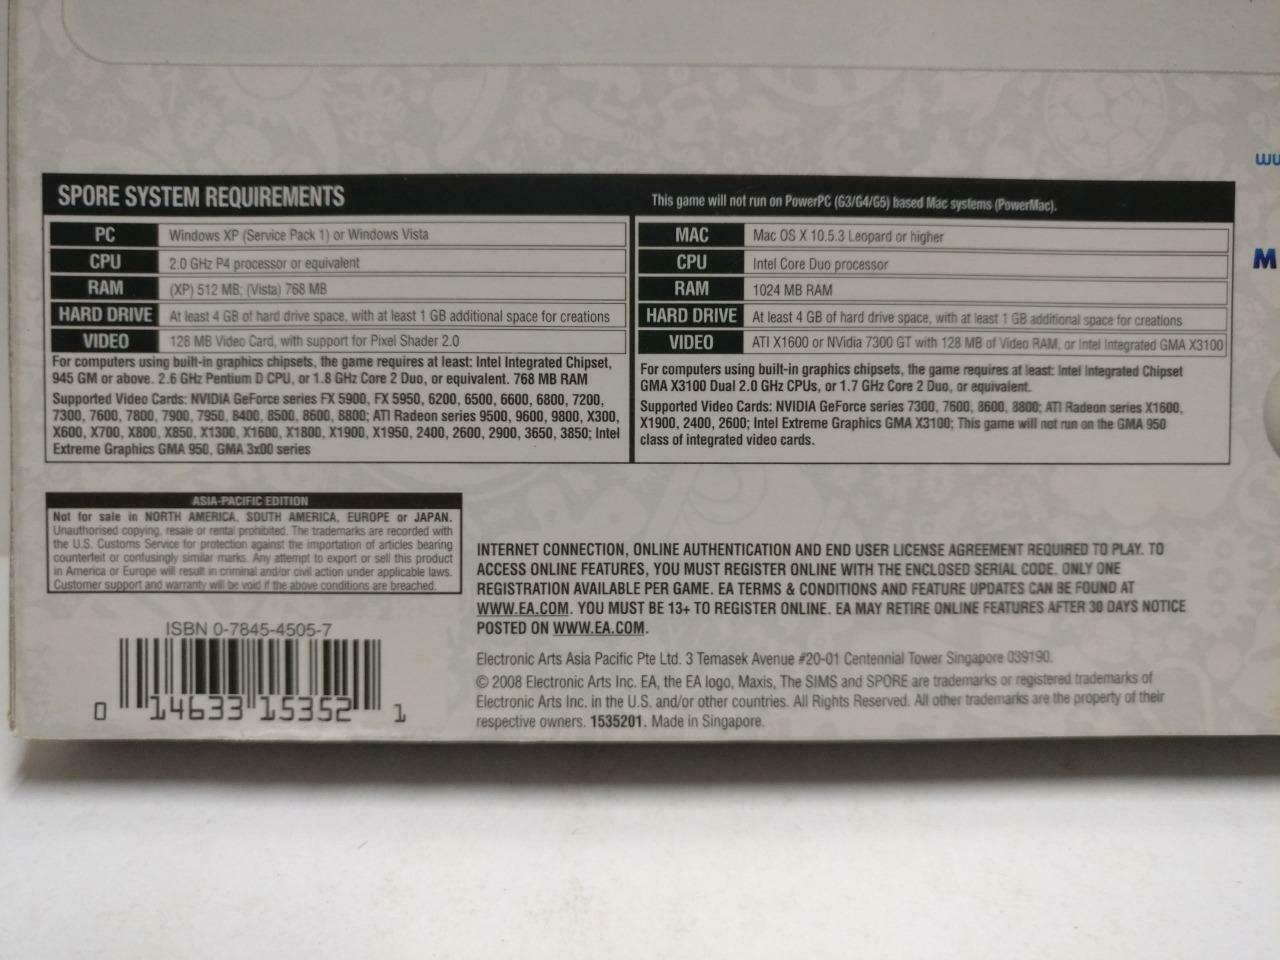 SPORE SYSTEM REQUIREMENTS
PC Windows XP (Service Pack 1) or Windows Vista
CPU 2.0 GHz P4 processor or equivalent
RAM (XP) 512 MB; (Vista) 768 MB
HARD DRIVE At least 4 GB of hard drive space, with at least 1 GB additional space for creations
VIDEO 128 MB Video Card, with support for Pixel Shader 2.0
For computers using built-in graphics chipsets, the game requires at least: Intel Integrated Chipset,
945 GM or above. 2.6 GHz Pentium D CPU, or 1.8 GHz Core 2 Duo, or equivalent. 768 MB RAM
Supported Video Cards: NVIDIA GeForce series FX 5900, FX 5950, 6200, 6500, 6600, 6800, 7200,
7300, 7600, 7800, 7900, 7950, 8400, 8500, 8600, 8800; ATI Radeon series 9500, 9600, 9800, X300,
X600, X700, X800, X850, X1300, X1600, X1800, X1900, X1950, 2400, 2600, 2900, 3650, 3850; Intel
Extreme Graphics GMA 950, GMA 3x00 series
This game will not run on PowerPC (G3/G4/G5) based Mac systems (PowerMac).
MAC Mac OS X 10.5.3 Leopard or higher
CPU Intel Core Duo processor
RAM 1024 MB RAM
HARD DRIVE At least 4 GB of hard drive space, with at least 1 GB additional space for creations
VIDEO ATI X1600 or NVidia 7300 GT with 128 MB of Video RAM, or Intel Integrated GMA X3100
For computers using built-in graphics chipsets, the game requires at least: Intel Integrated Chipset
GMA X3100 Dual 2.0 GHz CPUs, or 1.7 GHz Core 2 Duo, or equivalent.
Supported Video Cards: NVIDIA GeForce series 7300, 7600, 8600, 8800; ATI Radeon series X1600,
X1900, 2400, 2600; Intel Extreme Graphics GMA X3100; This game will not run on the GMA 950
class of integrated video cards.
ASIA-PACIFIC EDITION
Not for sale in NORTH AMERICA, SOUTH AMERICA, EUROPE or JAPAN.
Unauthorised copying, resale or rental prohibited. The trademarks are recorded with
the U.S. Customs Service for protection against the importation of articles bearing
counterfeit or confusingly similar marks. Any attempt to export or sell this product
in America or Europe will result in criminal and/or civil action under applicable laws.
Customer support and warranty will be void if the above conditions are breached.
ISBN 0-7845-4505-7
0 14633 15352 1
INTERNET CONNECTION, ONLINE AUTHENTICATION AND END USER LICENSE AGREEMENT REQUIRED TO PLAY. TO
ACCESS ONLINE FEATURES, YOU MUST REGISTER ONLINE WITH THE ENCLOSED SERIAL CODE. ONLY ONE
REGISTRATION AVAILABLE PER GAME. EA TERMS & CONDITIONS AND FEATURE UPDATES CAN BE FOUND AT
WWW.EA.COM. YOU MUST BE 13+ TO REGISTER ONLINE. EA MAY RETIRE ONLINE FEATURES AFTER 30 DAYS NOTICE
POSTED ON WWW.EA.COM.
Electronic Arts Asia Pacific Pte Ltd. 3 Temasek Avenue #20-01 Centennial Tower Singapore 039190.
© 2008 Electronic Arts Inc. EA, the EA logo, Maxis, The SIMS and SPORE are trademarks or registered trademarks of
Electronic Arts Inc. in the U.S. and/or other countries. All Rights Reserved. All other trademarks are the property of their
respective owners. 1535201. Made in Singapore.